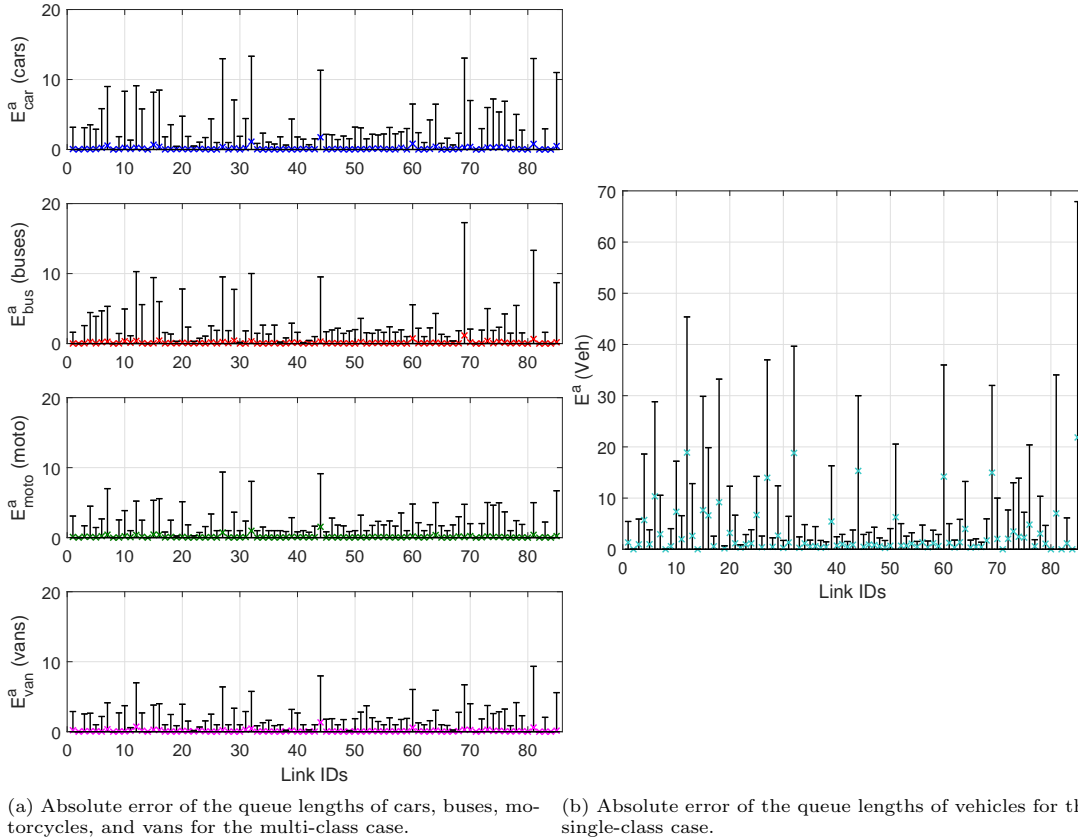 20
10
0
E^a_car (cars)
0 10 20 30 40 50 60 70 80
20
10
0
E^a_bus (buses)
0 10 20 30 40 50 60 70 80
20
10
0
E^a_moto (moto)
0 10 20 30 40 50 60 70 80
20
10
0
E^a_van (vans)
0 10 20 30 40 50 60 70 80
Link IDs
(a) Absolute error of the queue lengths of cars, buses, mo-
torcycles, and vans for the multi-class case.
70
60
50
40
30
20
10
0
E^a (Veh)
0 10 20 30 40 50 60 70 80
Link IDs
(b) Absolute error of the queue lengths of vehicles for th
single-class case.